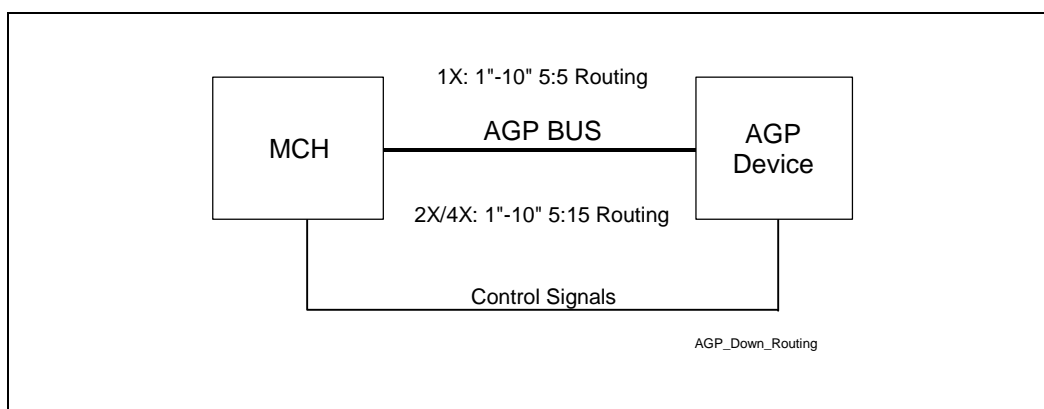 1X: 1"-10" 5:5 Routing
MCH
AGP BUS
AGP
Device
2X/4X: 1"-10" 5:15 Routing
Control Signals
AGP_Down_Routing